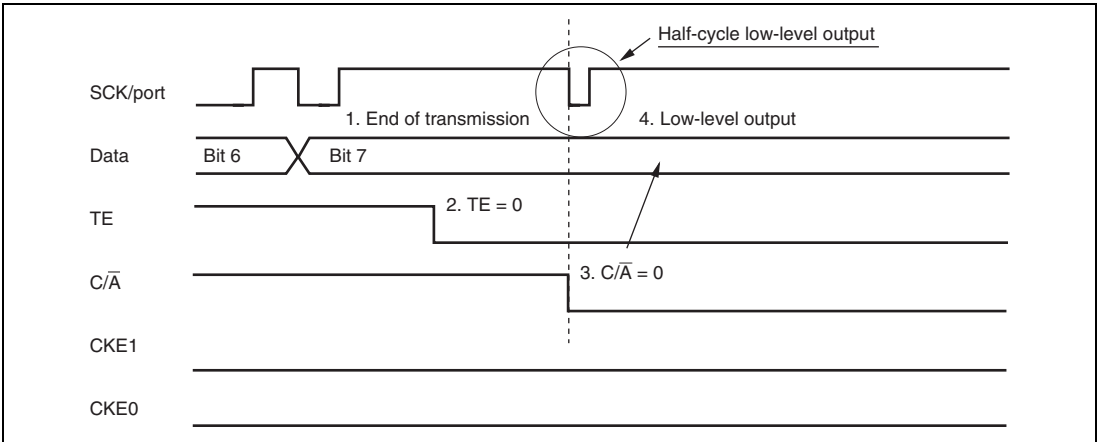 Half-cycle low-level output
SCK/port
1. End of transmission
4. Low-level output
Data
Bit 6
Bit 7
TE
2. TE = 0
C/A̅
3. C/A̅ = 0
CKE1
CKE0